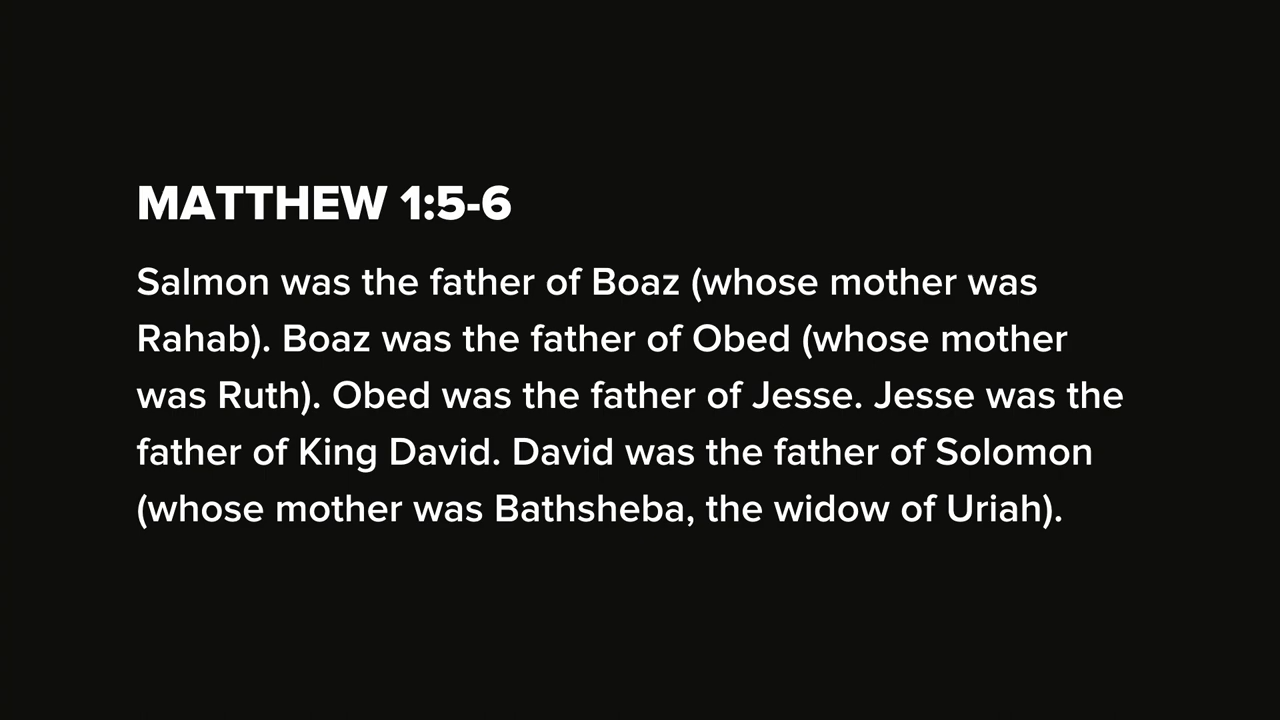 MATTHEW 1:5-6
Salmon was the father of Boaz (whose mother was
Rahab). Boaz was the father of Obed (whose mother
was Ruth). Obed was the father of Jesse. Jesse was the
father of King David. David was the father of Solomon
(whose mother was Bathsheba, the widow of Uriah).